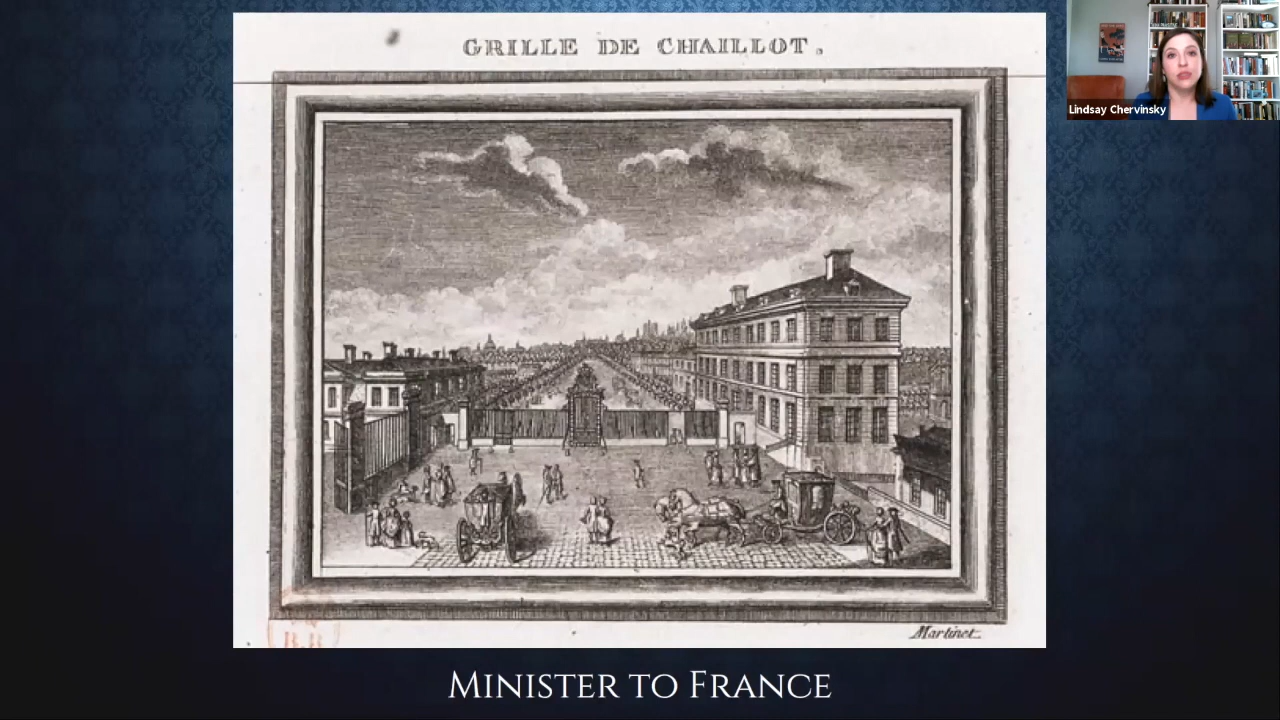 GRILLE DE CHAILLOT.
Lindsay Chervinsky
Martinet
MINISTER TO FRANCE